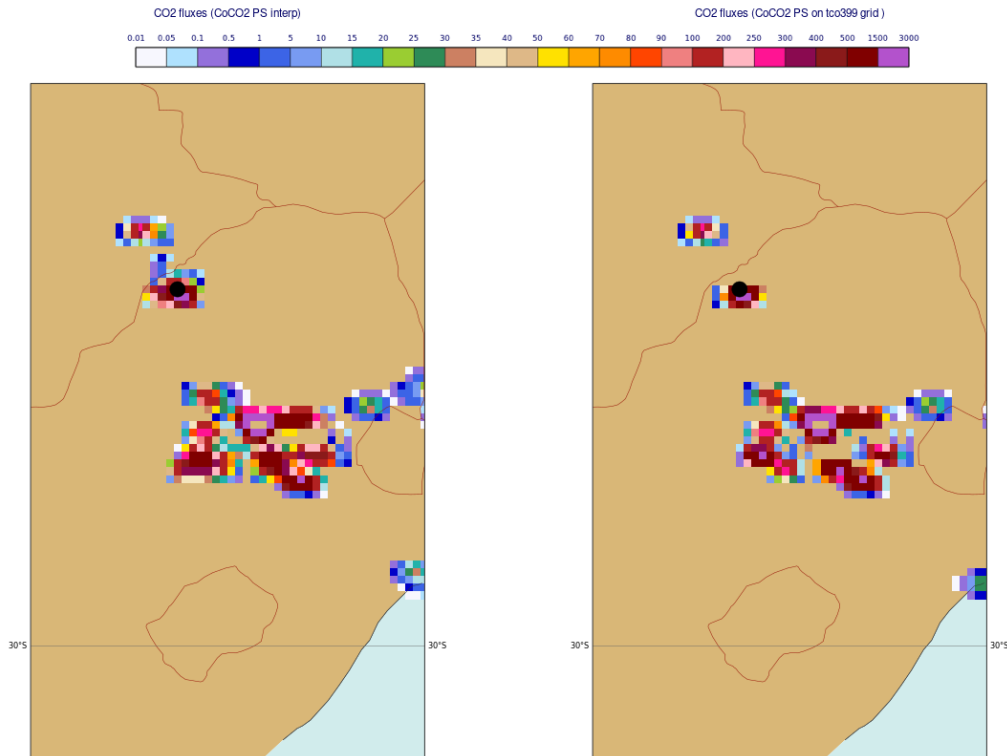 CO2 fluxes (CoCO2 PS interp)
CO2 fluxes (CoCO2 PS on tco399 grid )
0.01 0.05 0.1 0.5 1 5 10 15 20 25 30 35 40 50 60 70 80 90 100 200 250 300 400 500 1500 3000
30°S 30°S 30°S 30°S